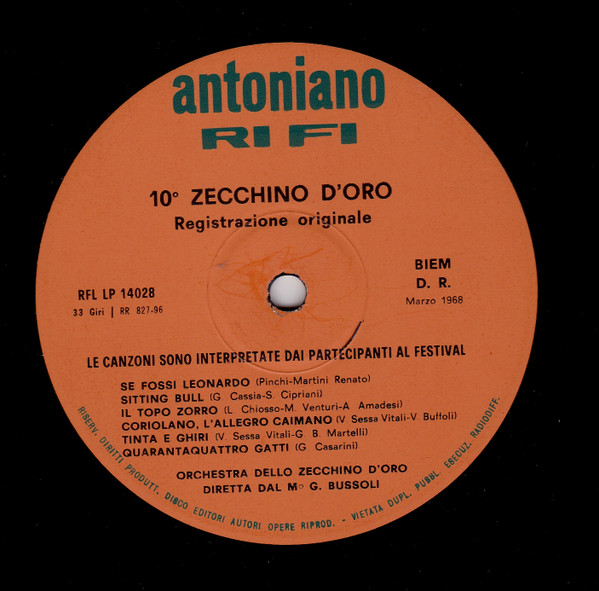 antoniano
RI FI
10° ZECCHINO D'ORO
Registrazione originale
BIEM
D. R.
Marzo 1968
RFL LP 14028
33 Giri | RR 827-96
LE CANZONI SONO INTERPRETATE DAI PARTECIPANTI AL FESTIVAL
SE FOSSI LEONARDO (Pinchi-Martini Renato)
SITTING BULL (G. Cassia-S. Cipriani)
IL TOPO ZORRO (L. Chiosso-M. Venturi-A. Amadesi)
CORIOLANO, L'ALLEGRO CAIMANO (V Sessa Vitali-V Buffoli)
TINTA E GHIRI (V. Sessa Vitali-G. B. Martelli)
QUARANTAQUATTRO GATTI (G. Casarini)
ORCHESTRA DELLO ZECCHINO D'ORO
DIRETTA DAL M° G. BUSSOLI
RISERV. DIRITTI PRODUTT. DISCO EDITORI AUTORI OPERE RIPROD. - VIETATA DUPL. PUBBL. ESECUZ. RADIODIFF.